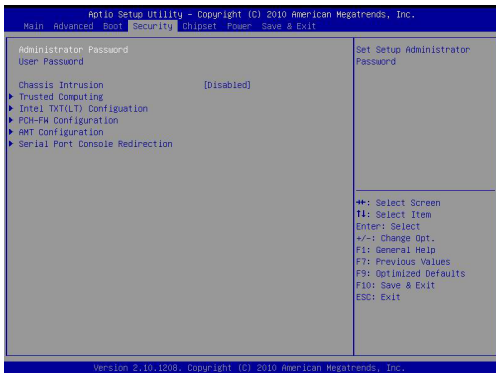 Aptio Setup Utility – Copyright (C) 2010 American Megatrends, Inc.
Main Advanced Boot Security Chipset Power Save & Exit
Administrator Password
User Password
Chassis Intrusion [Disabled]
Trusted Computing
Intel TXT(LT) Configuation
PCH-FW Configuration
AMT Configuration
Serial Port Console Redirection
Set Setup Administrator
Password
→←: Select Screen
↑↓: Select Item
Enter: Select
+/-: Change Opt.
F1: General Help
F7: Previous Values
F9: Optimized Defaults
F10: Save & Exit
ESC: Exit
Version 2.10.1208. Copyright (C) 2010 American Megatrends, Inc.